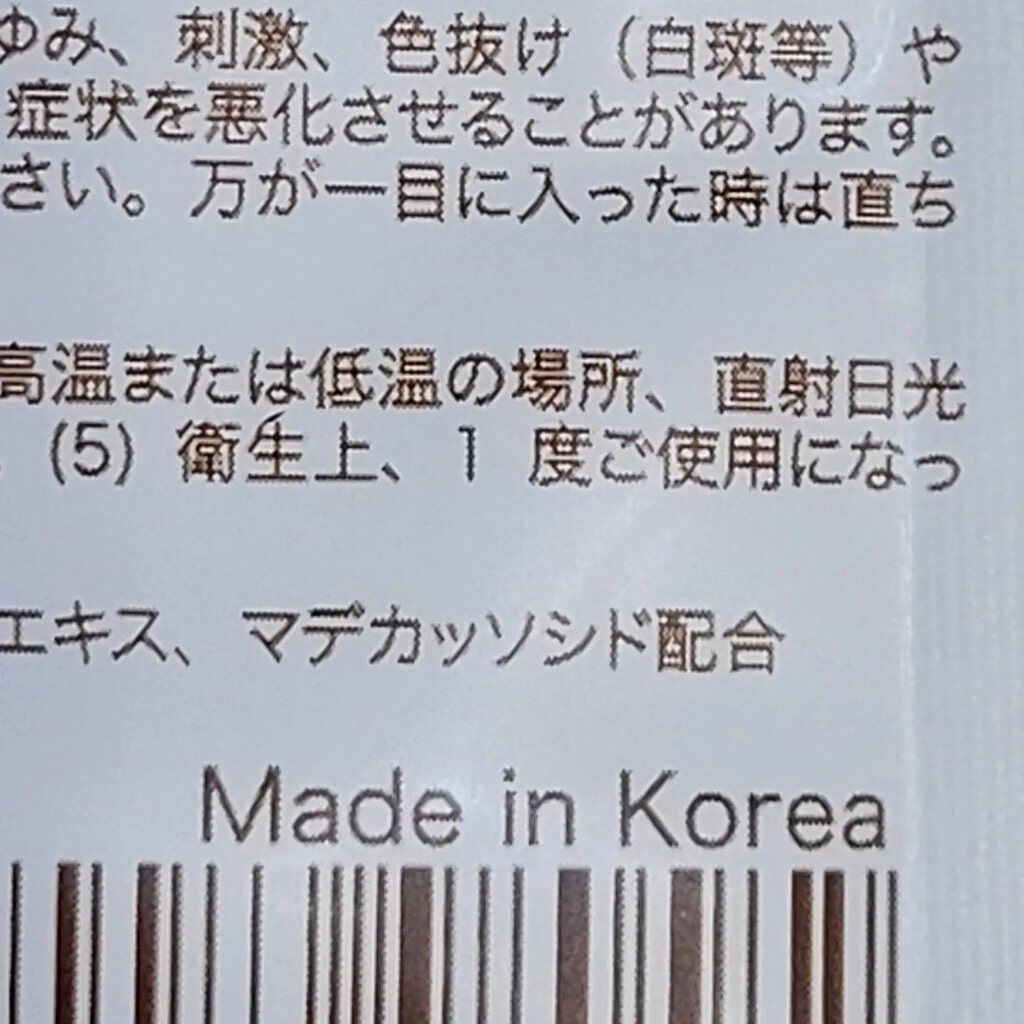 ゆみ、刺激、色抜け（白斑等）や
症状を悪化させることがあります。
さい。万が一目に入った時は直ち
高温または低温の場所、直射日光
(5) 衛生上、1 度ご使用になっ
エキス、マデカッソシド配合
Made in Korea